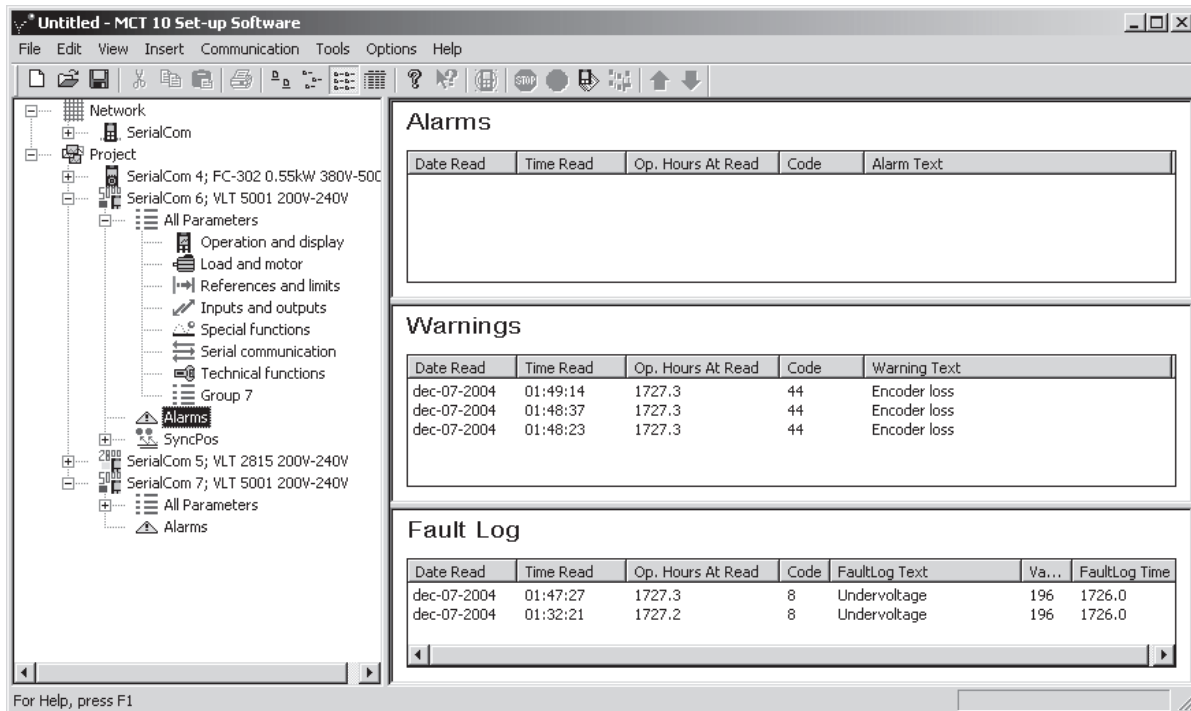 Untitled - MCT 10 Set-up Software
File Edit View Insert Communication Tools Options Help
STOP
Network
SerialCom
Project
SerialCom 4; FC-302 0.55kW 380V-500
5000 SerialCom 6; VLT 5001 200V-240V
All Parameters
Operation and display
Load and motor
References and limits
Inputs and outputs
Special functions
Serial communication
Technical functions
Group 7
Alarms
SyncPos
2800 SerialCom 5; VLT 2815 200V-240V
5000 SerialCom 7; VLT 5001 200V-240V
All Parameters
Alarms
Alarms
Date Read Time Read Op. Hours At Read Code Alarm Text
Warnings
Date Read Time Read Op. Hours At Read Code Warning Text
dec-07-2004 01:49:14 1727.3 44 Encoder loss
dec-07-2004 01:48:37 1727.3 44 Encoder loss
dec-07-2004 01:48:23 1727.3 44 Encoder loss
Fault Log
Date Read Time Read Op. Hours At Read Code FaultLog Text Va... FaultLog Time
dec-07-2004 01:47:27 1727.3 8 Undervoltage 196 1726.0
dec-07-2004 01:32:21 1727.2 8 Undervoltage 196 1726.0
For Help, press F1